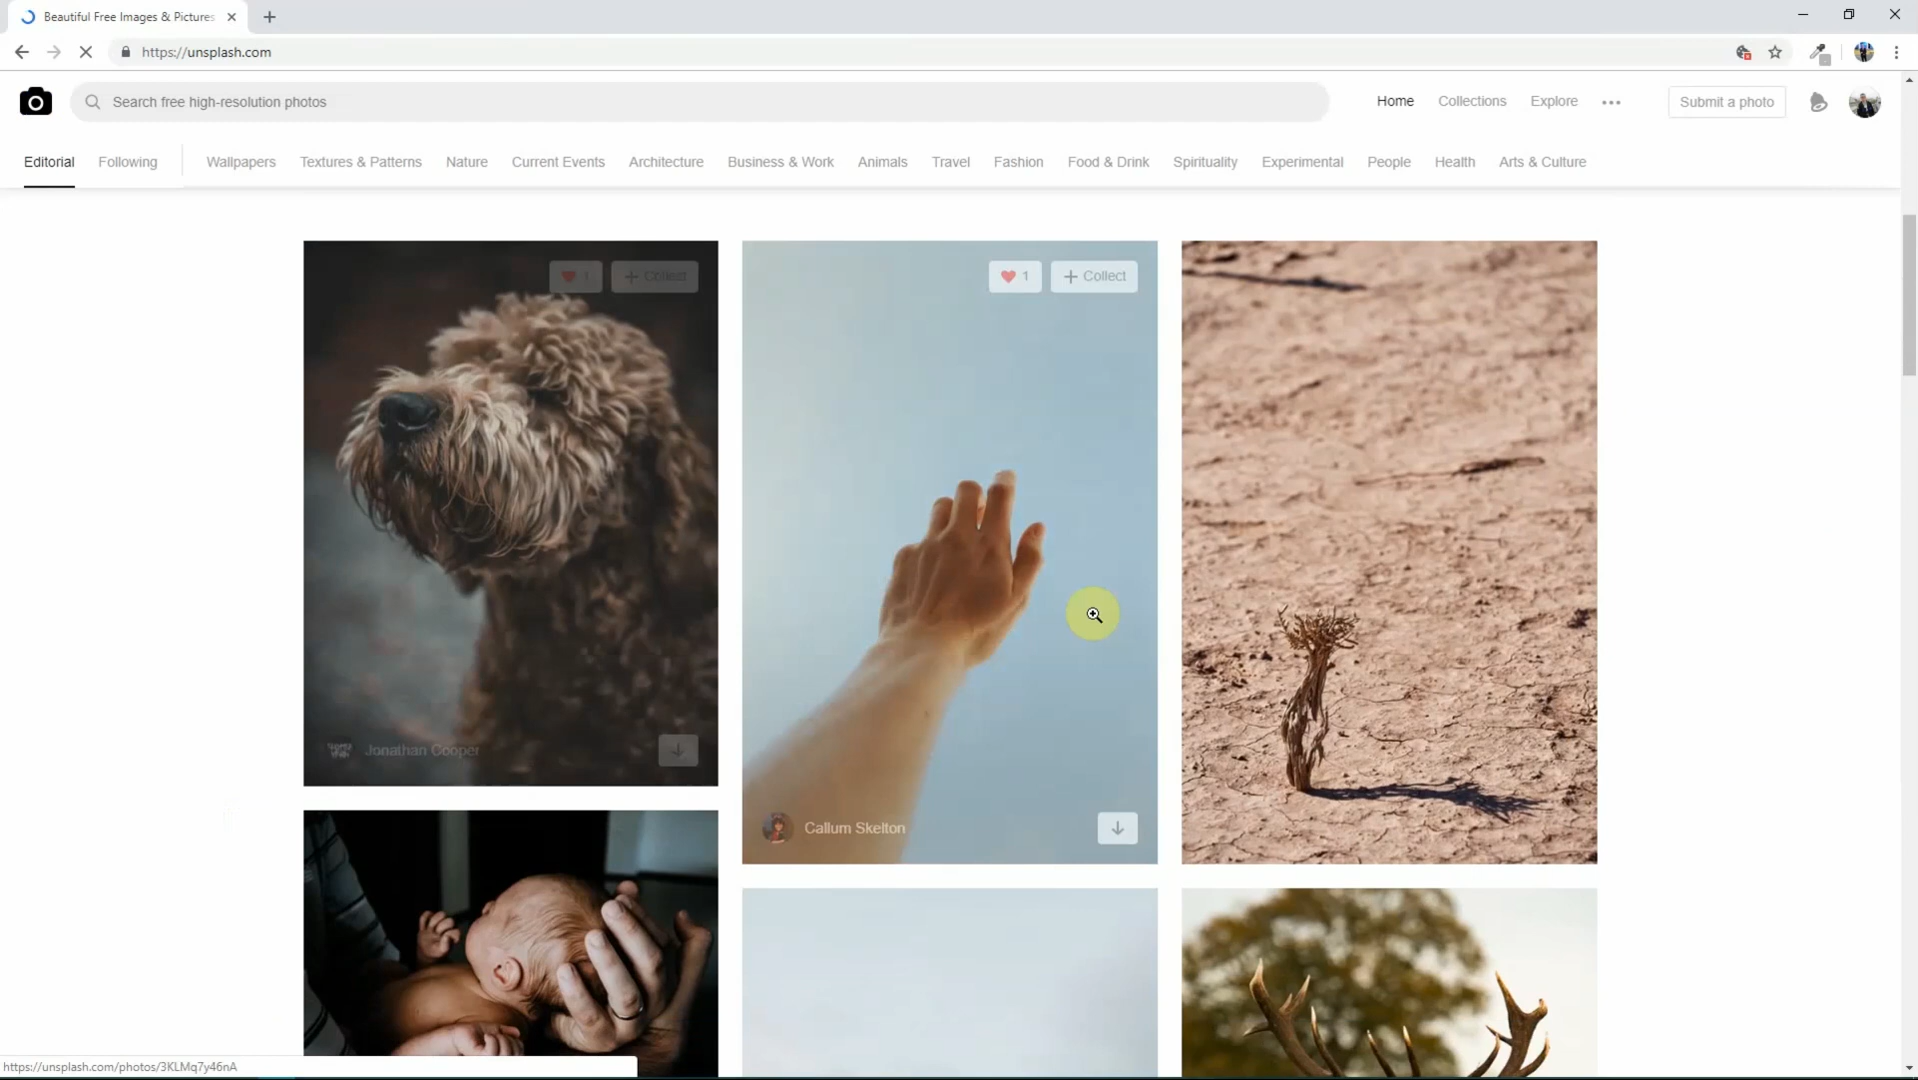 Beautiful Free Images & Pictures
https://unsplash.com
Search free high-resolution photos
Home Collections Explore
Submit a photo
Editorial Following Wallpapers Textures & Patterns Nature Current Events Architecture Business & Work Animals Travel Fashion Food & Drink Spirituality Experimental People Health Arts & Culture
1 Collect
1 Collect
Jonathan Cooper
Callum Skelton
https://unsplash.com/photos/3KLMq7y46nA